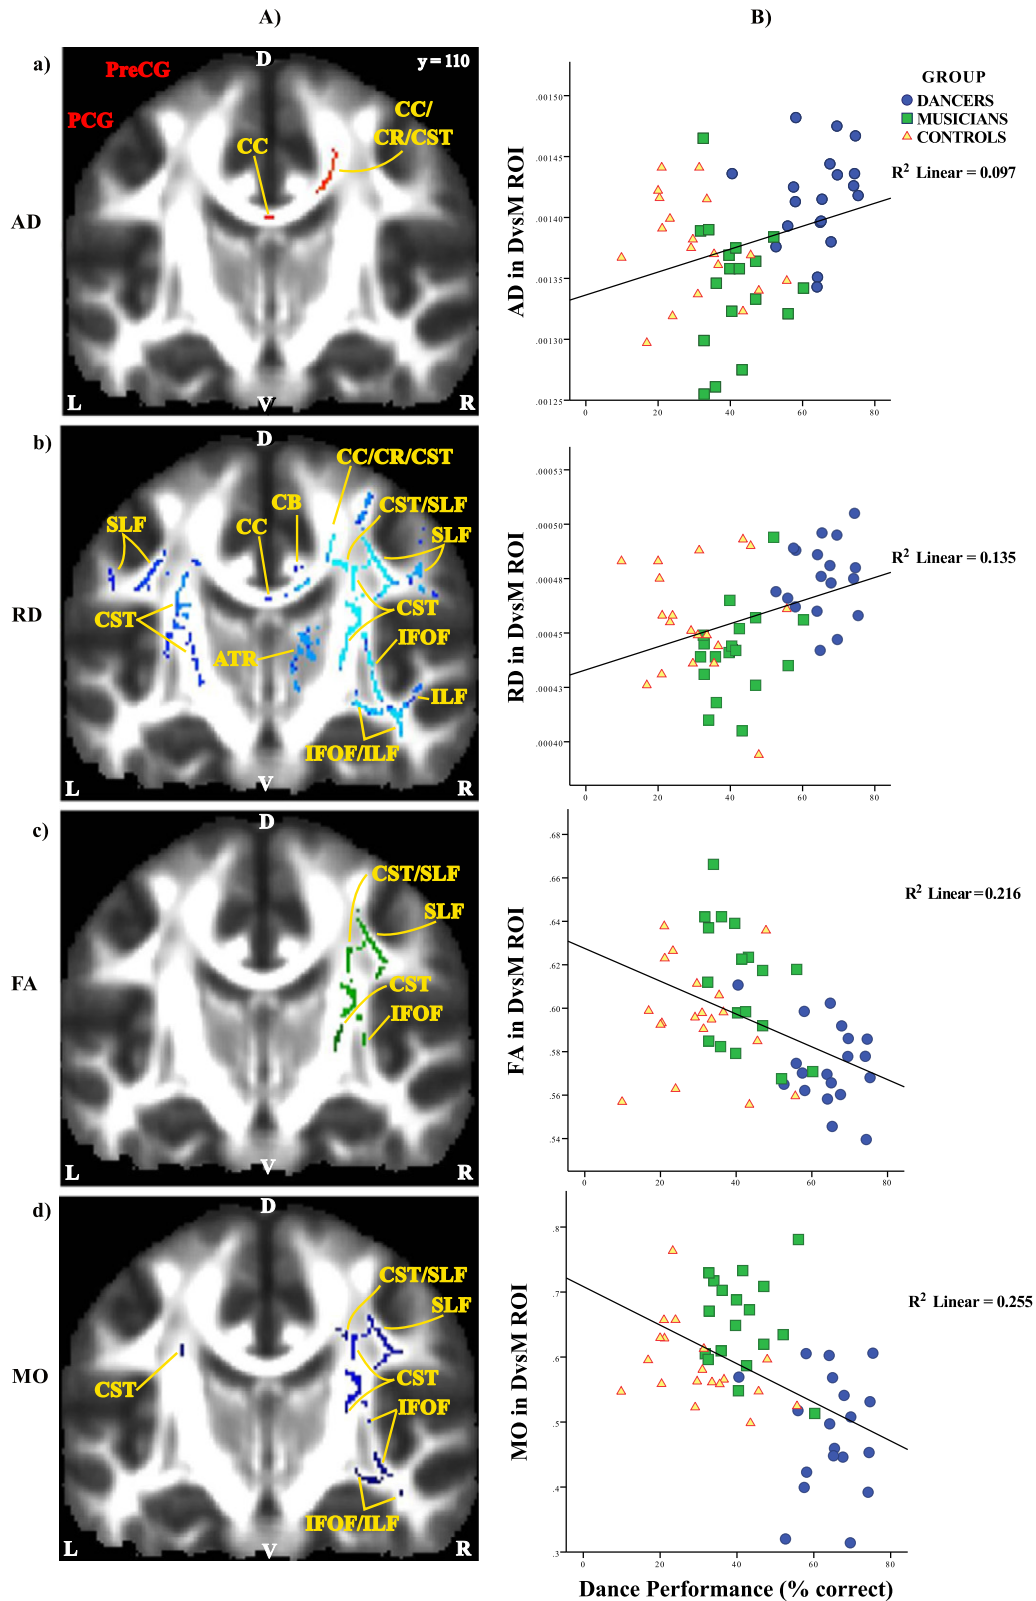 A)
B)
a)
PreCG
D
y = 110
PCG
CC
CC/
CR/CST
AD
L
V
R
AD in DvsM ROI
.00150
.00145
.00140
.00135
.00130
.00125
0
20
40
60
80
GROUP
DANCERS
MUSICIANS
CONTROLS
R² Linear = 0.097
b)
D
CC/CR/CST
CB
CST/SLF
SLF
CC
SLF
RD
CST
CST
IFOF
ATR
ILF
IFOF/ILF
L
V
R
RD in DvsM ROI
.00053
.00050
.00048
.00045
.00043
.00040
0
20
40
60
80
R² Linear = 0.135
c)
D
CST/SLF
SLF
FA
CST
IFOF
L
V
R
FA in DvsM ROI
.68
.66
.64
.62
.60
.58
.56
.54
0
20
40
60
80
R² Linear=0.216
d)
D
CST/SLF
SLF
MO
CST
CST
IFOF
IFOF/ILF
L
V
R
MO in DvsM ROI
.8
.7
.6
.5
.4
.3
0
20
40
60
80
R² Linear = 0.255
Dance Performance (% correct)